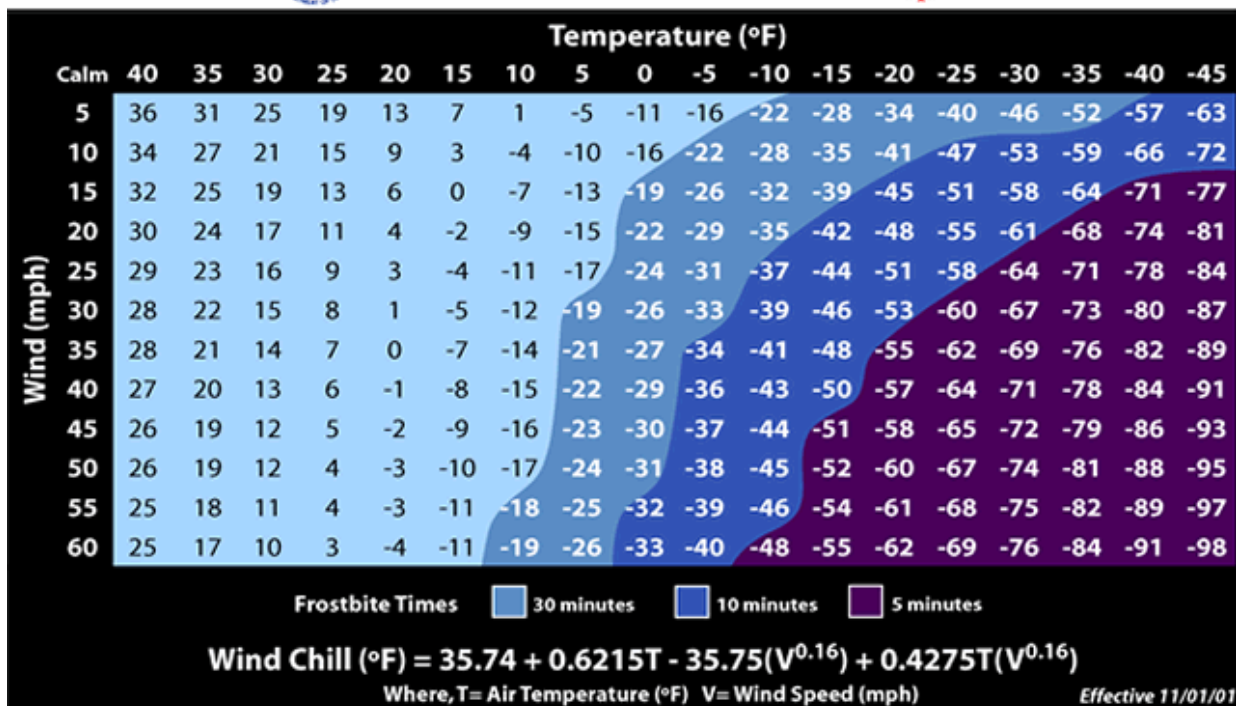 Temperature (ºF)
Calm 40 35 30 25 20 15 10 5 0 -5 -10 -15 -20 -25 -30 -35 -40 -45
5 36 31 25 19 13 7 1 -5 -11 -16 -22 -28 -34 -40 -46 -52 -57 -63
10 34 27 21 15 9 3 -4 -10 -16 -22 -28 -35 -41 -47 -53 -59 -66 -72
15 32 25 19 13 6 0 -7 -13 -19 -26 -32 -39 -45 -51 -58 -64 -71 -77
20 30 24 17 11 4 -2 -9 -15 -22 -29 -35 -42 -48 -55 -61 -68 -74 -81
25 29 23 16 9 3 -4 -11 -17 -24 -31 -37 -44 -51 -58 -64 -71 -78 -84
30 28 22 15 8 1 -5 -12 -19 -26 -33 -39 -46 -53 -60 -67 -73 -80 -87
35 28 21 14 7 0 -7 -14 -21 -27 -34 -41 -48 -55 -62 -69 -76 -82 -89
40 27 20 13 6 -1 -8 -15 -22 -29 -36 -43 -50 -57 -64 -71 -78 -84 -91
45 26 19 12 5 -2 -9 -16 -23 -30 -37 -44 -51 -58 -65 -72 -79 -86 -93
50 26 19 12 4 -3 -10 -17 -24 -31 -38 -45 -52 -60 -67 -74 -81 -88 -95
55 25 18 11 4 -3 -11 -18 -25 -32 -39 -46 -54 -61 -68 -75 -82 -89 -97
60 25 17 10 3 -4 -11 -19 -26 -33 -40 -48 -55 -62 -69 -76 -84 -91 -98
Wind (mph)
Frostbite Times 30 minutes 10 minutes 5 minutes
Wind Chill (ºF) = 35.74 + 0.6215T - 35.75(V^0.16) + 0.4275T(V^0.16)
Where, T= Air Temperature (ºF) V= Wind Speed (mph) Effective 11/01/01